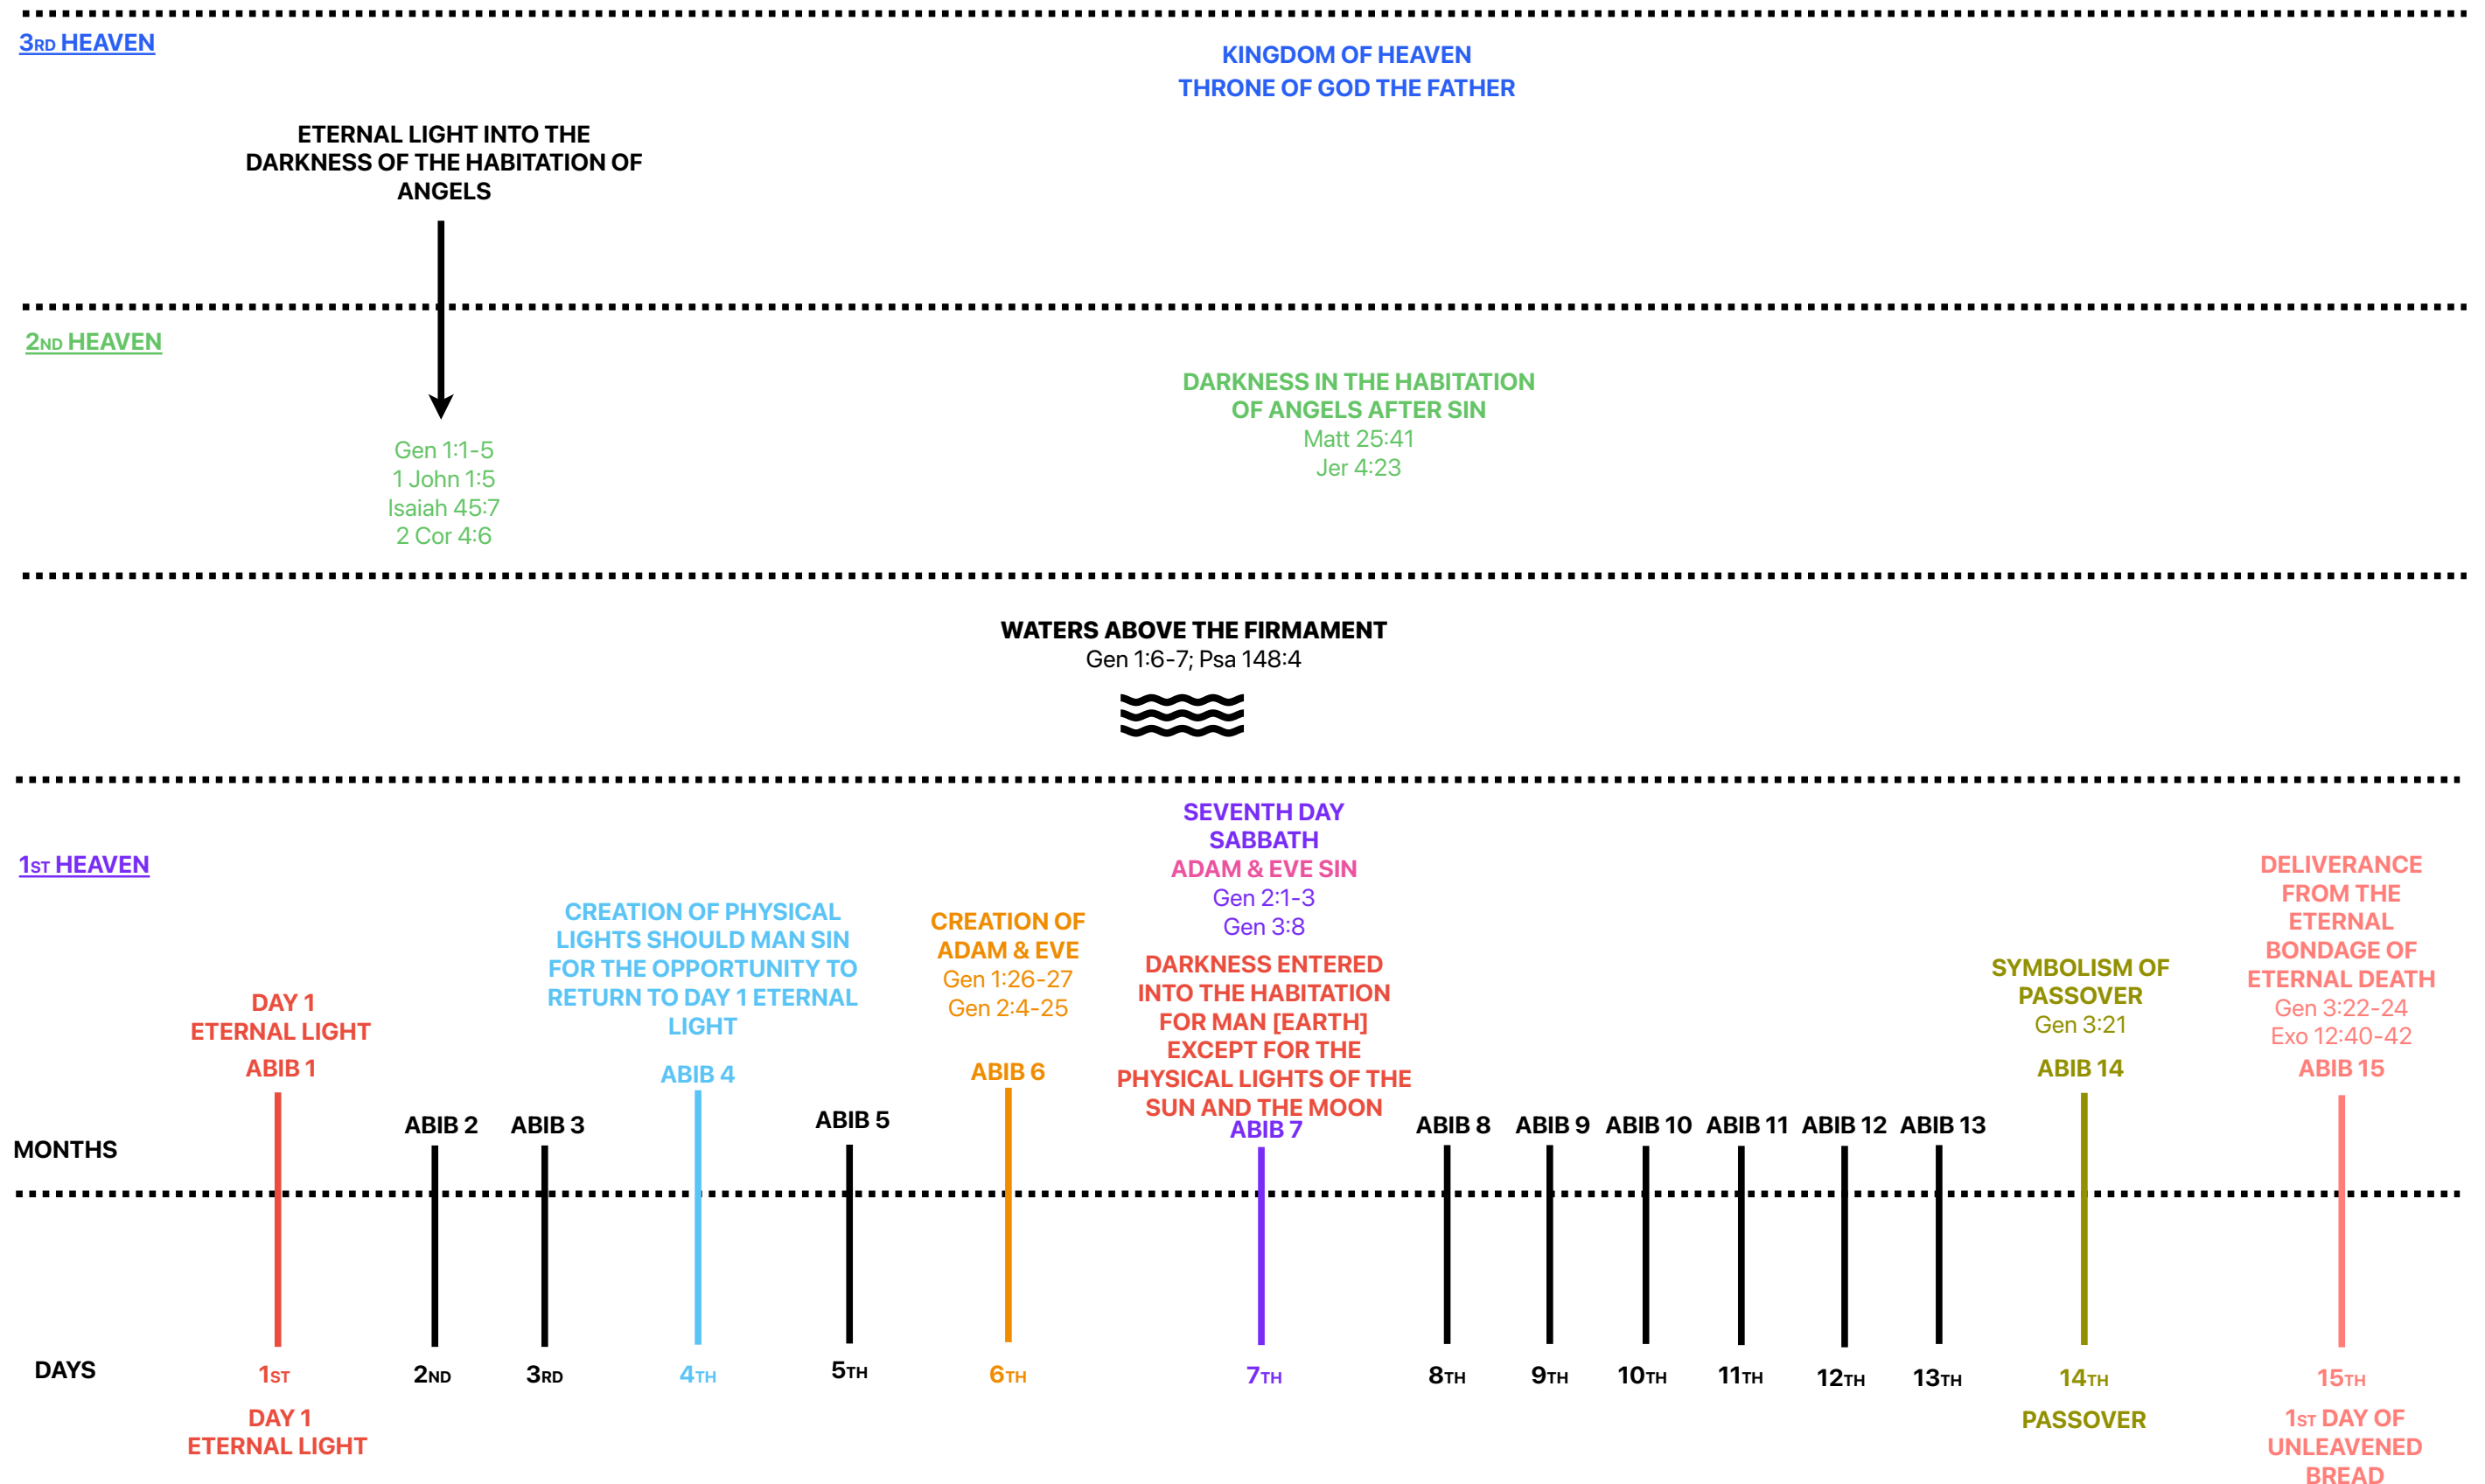 3RD HEAVEN
KINGDOM OF HEAVEN
THRONE OF GOD THE FATHER
ETERNAL LIGHT INTO THE
DARKNESS OF THE HABITATION OF
ANGELS
2ND HEAVEN
DARKNESS IN THE HABITATION
OF ANGELS AFTER SIN
Matt 25:41
Jer 4:23
Gen 1:1-5
1 John 1:5
Isaiah 45:7
2 Cor 4:6
WATERS ABOVE THE FIRMAMENT
Gen 1:6-7; Psa 148:4
1ST HEAVEN
DAY 1
ETERNAL LIGHT
ABIB 1
ABIB 2
ABIB 3
CREATION OF PHYSICAL
LIGHTS SHOULD MAN SIN
FOR THE OPPORTUNITY TO
RETURN TO DAY 1 ETERNAL
LIGHT
ABIB 4
ABIB 5
CREATION OF
ADAM & EVE
Gen 1:26-27
Gen 2:4-25
ABIB 6
SEVENTH DAY
SABBATH
ADAM & EVE SIN
Gen 2:1-3
Gen 3:8
DARKNESS ENTERED
INTO THE HABITATION
FOR MAN [EARTH]
EXCEPT FOR THE
PHYSICAL LIGHTS OF THE
SUN AND THE MOON
ABIB 7
ABIB 8
ABIB 9
ABIB 10
ABIB 11
ABIB 12
ABIB 13
SYMBOLISM OF
PASSOVER
Gen 3:21
ABIB 14
DELIVERANCE
FROM THE
ETERNAL
BONDAGE OF
ETERNAL DEATH
Gen 3:22-24
Exo 12:40-42
ABIB 15
MONTHS
DAYS
1ST
2ND
3RD
4TH
5TH
6TH
7TH
8TH
9TH
10TH
11TH
12TH
13TH
14TH
15TH
DAY 1
ETERNAL LIGHT
PASSOVER
1ST DAY OF
UNLEAVENED
BREAD